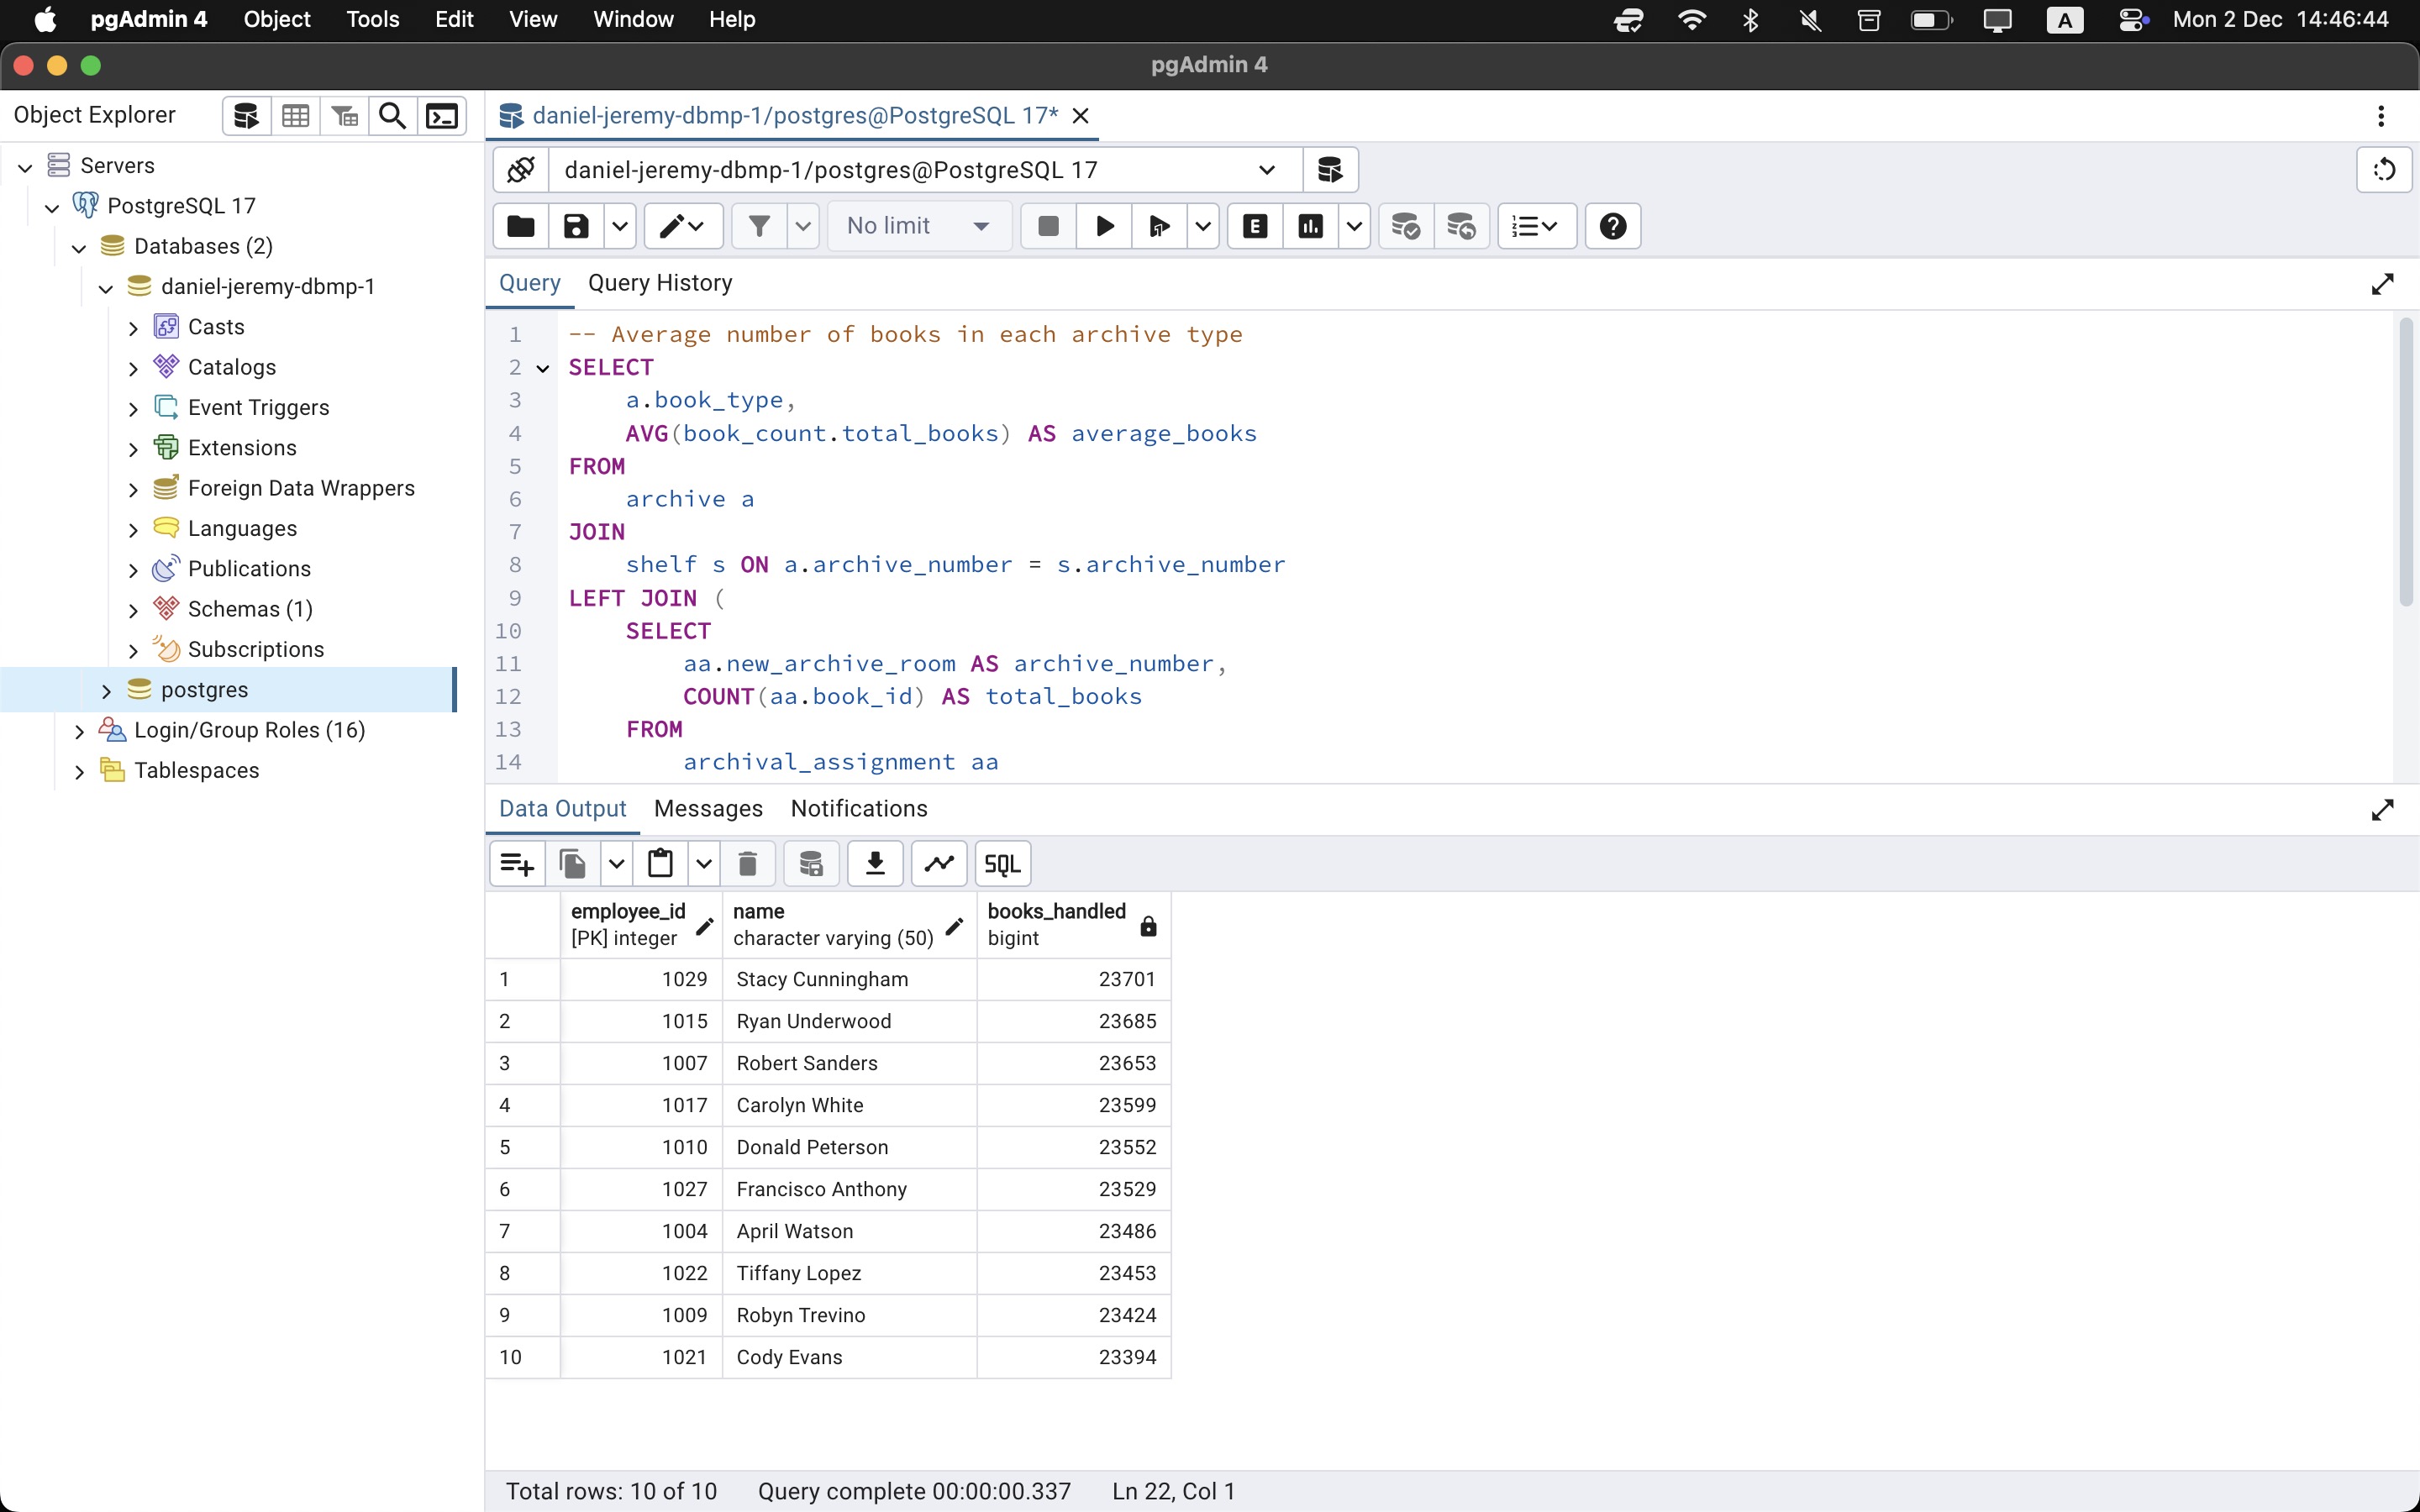 pgAdmin 4 Object Tools Edit View Window Help A Mon 2 Dec 14:46:44
pgAdmin 4
Object Explorer
Servers
PostgreSQL 17
Databases (2)
daniel-jeremy-dbmp-1
Casts
Catalogs
Event Triggers
Extensions
Foreign Data Wrappers
Languages
Publications
Schemas (1)
Subscriptions
postgres
Login/Group Roles (16)
Tablespaces
daniel-jeremy-dbmp-1/postgres@PostgreSQL 17*
daniel-jeremy-dbmp-1/postgres@PostgreSQL 17
No limit E
Query Query History
1 -- Average number of books in each archive type
2 SELECT
3 a.book_type,
4 AVG(book_count.total_books) AS average_books
5 FROM
6 archive a
7 JOIN
8 shelf s ON a.archive_number = s.archive_number
9 LEFT JOIN (
10 SELECT
11 aa.new_archive_room AS archive_number,
12 COUNT(aa.book_id) AS total_books
13 FROM
14 archival_assignment aa
Data Output Messages Notifications
SQL
employee_id name books_handled
[PK] integer character varying (50) bigint
1 1029 Stacy Cunningham 23701
2 1015 Ryan Underwood 23685
3 1007 Robert Sanders 23653
4 1017 Carolyn White 23599
5 1010 Donald Peterson 23552
6 1027 Francisco Anthony 23529
7 1004 April Watson 23486
8 1022 Tiffany Lopez 23453
9 1009 Robyn Trevino 23424
10 1021 Cody Evans 23394
Total rows: 10 of 10 Query complete 00:00:00.337 Ln 22, Col 1